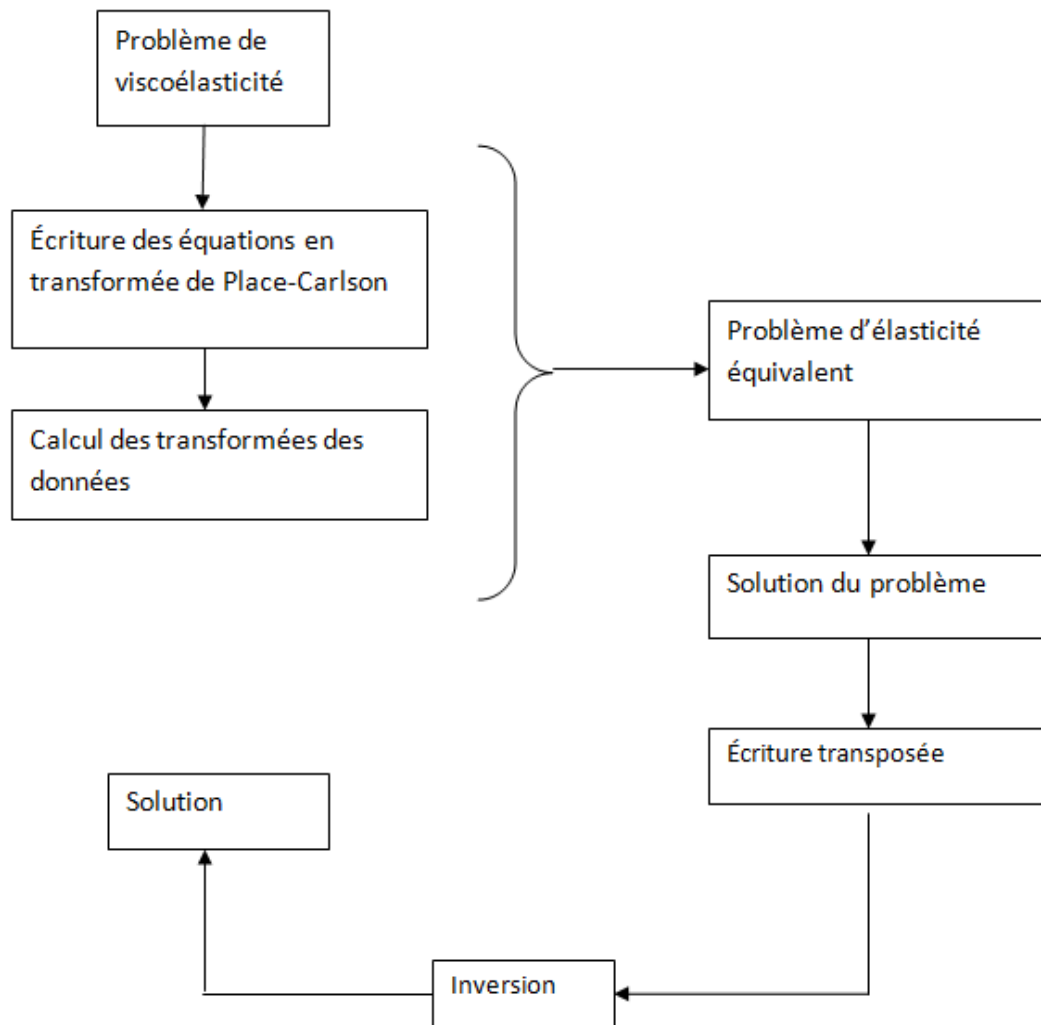 Problème de
viscoélasticité
Écriture des équations en
transformée de Place-Carlson
Calcul des transformées des
données
Problème d’élasticité
équivalent
Solution du problème
Écriture transposée
Inversion
Solution